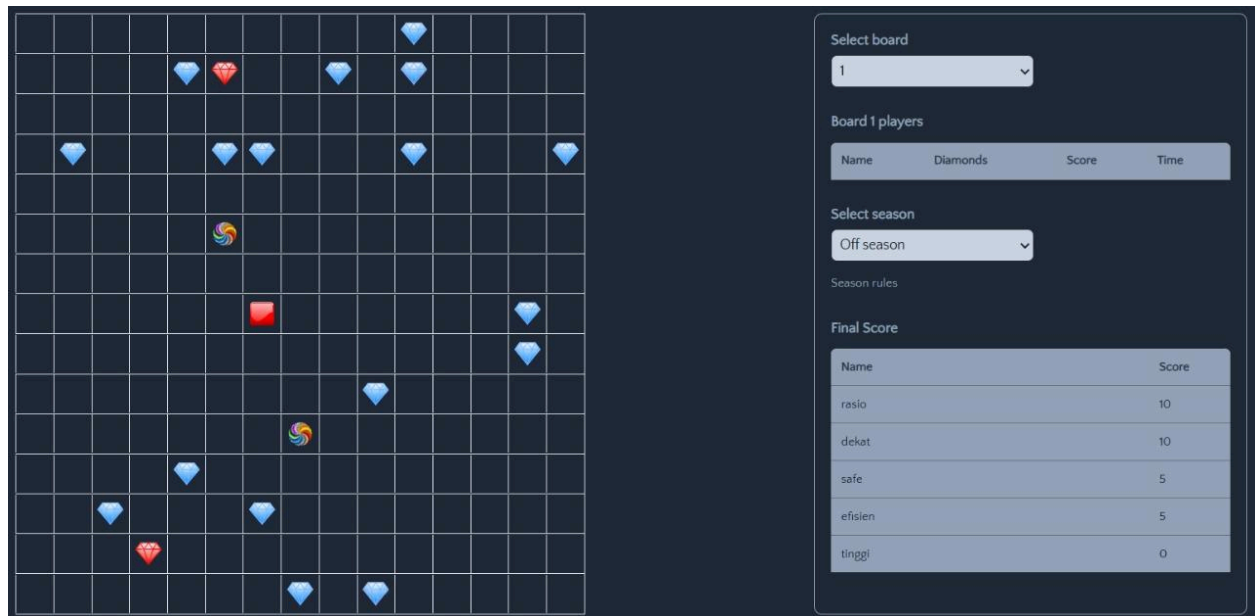 Select board
1
Board 1 players
Name Diamonds Score Time
Select season
Off season
Season rules
Final Score
Name Score
rasio 10
dekat 10
safe 5
efisien 5
tinggi 0